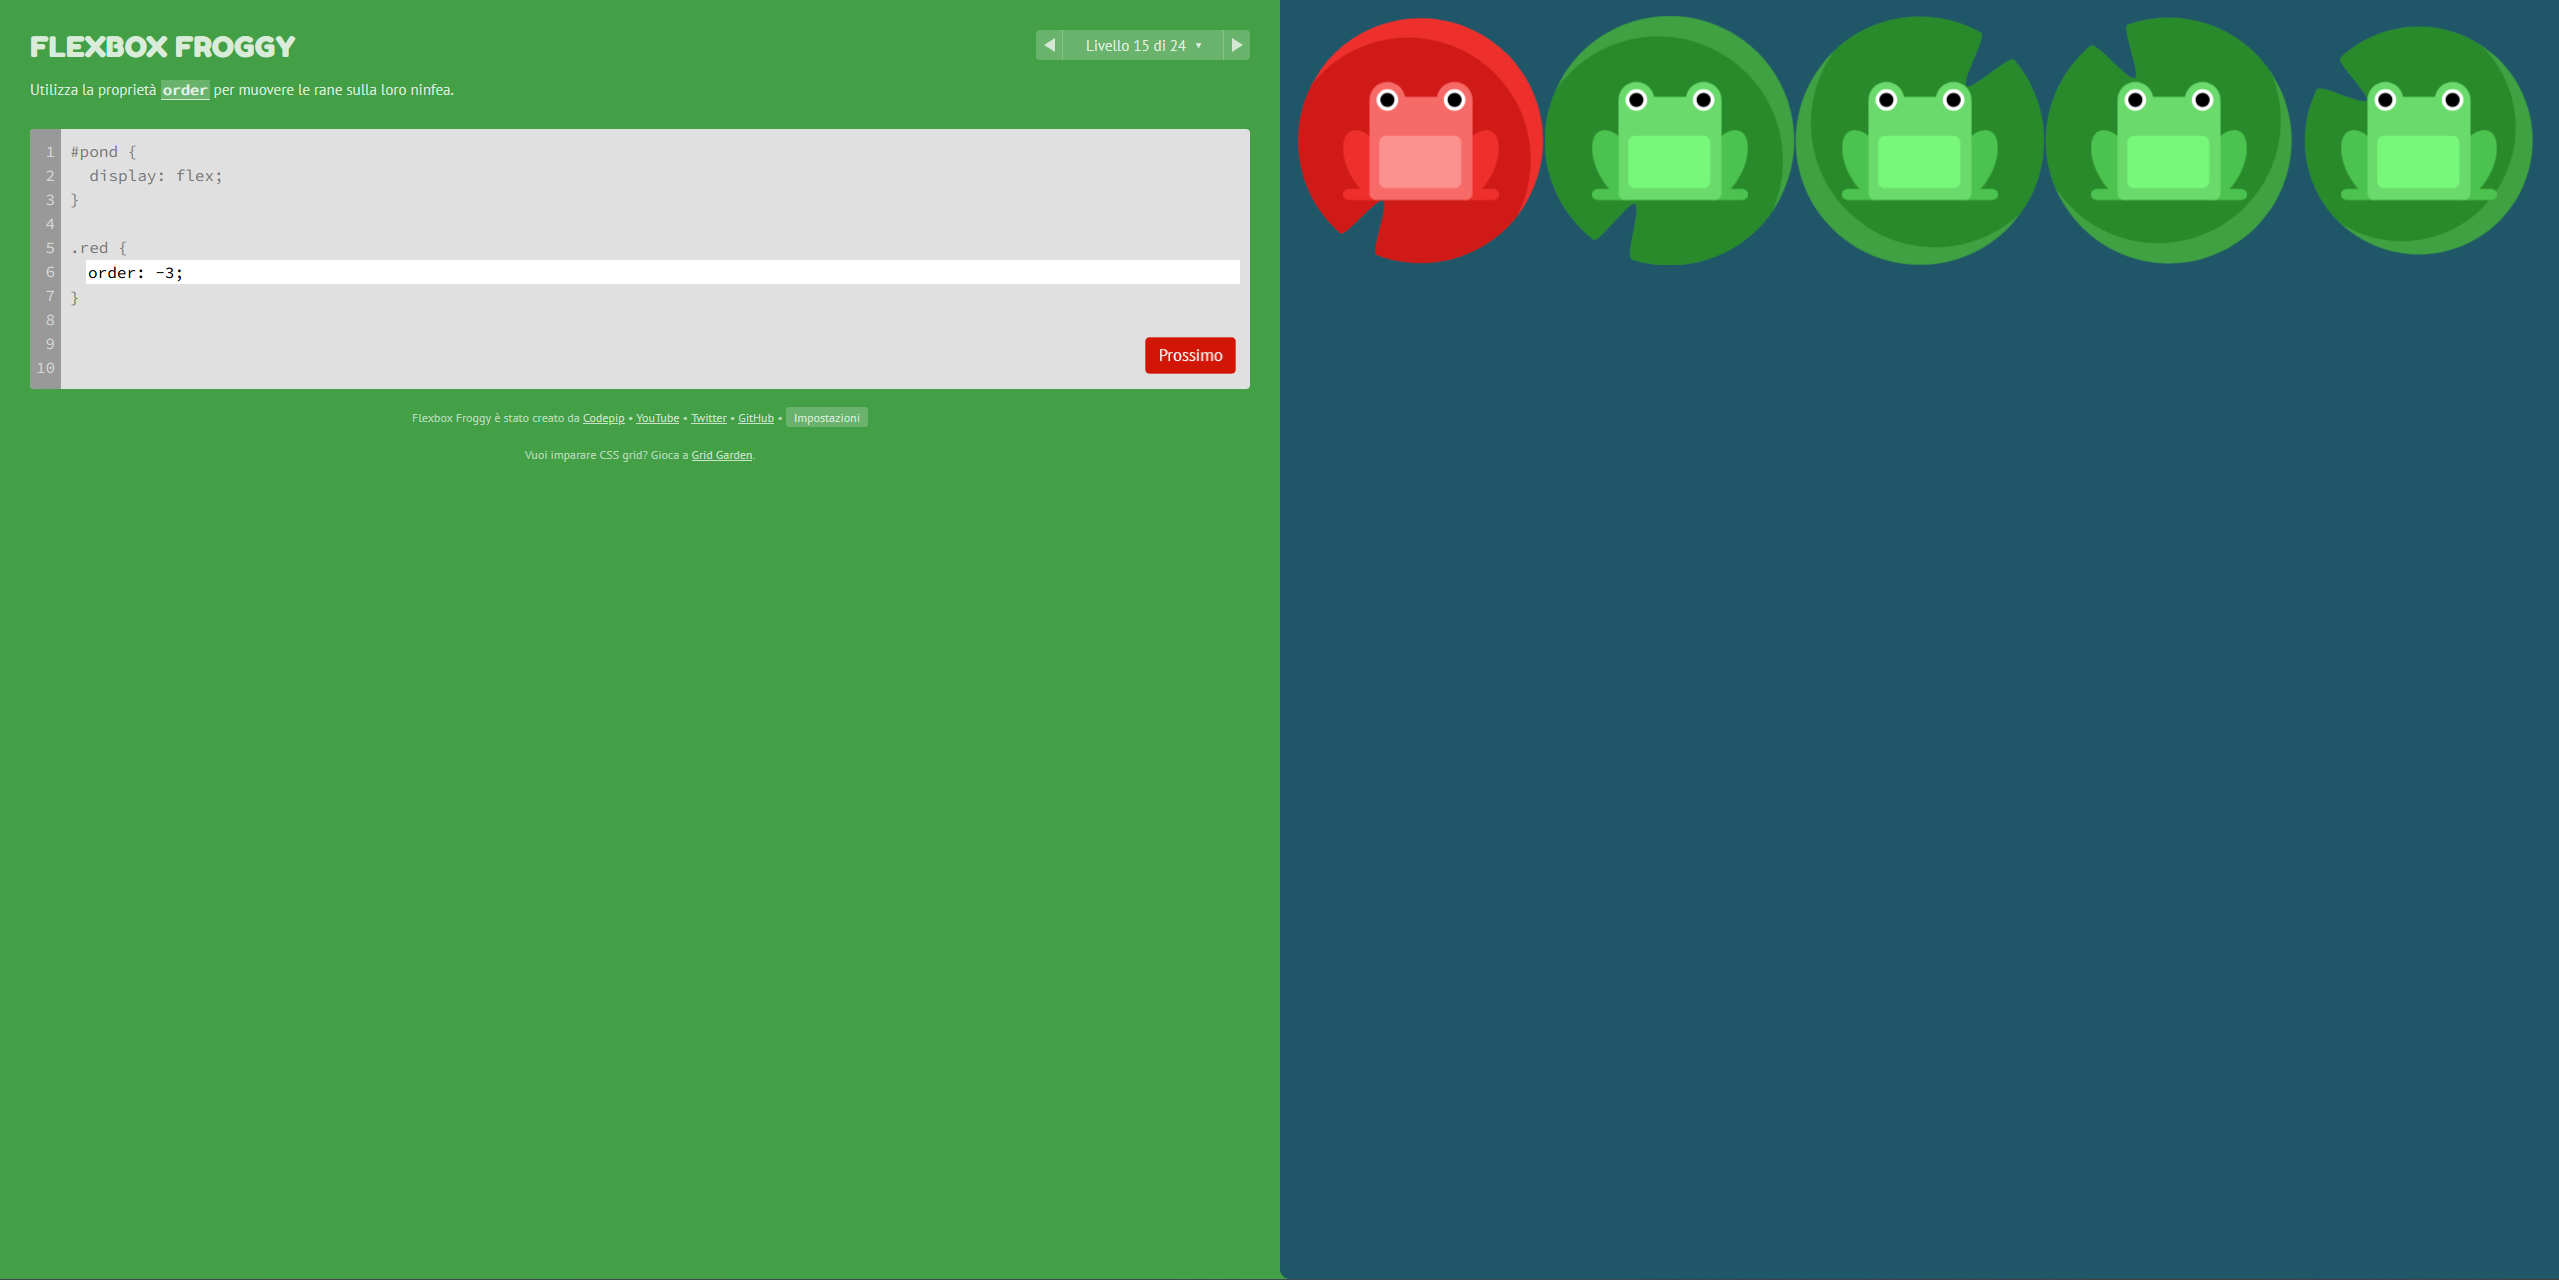 FLEXBOX FROGGY
◀ Livello 15 di 24 ▼ ▶
Utilizza la proprietà order per muovere le rane sulla loro ninfea.
1 #pond {
2   display: flex;
3 }
4
5 .red {
6   order: -3;
7 }
8
9
10
Prossimo
Flexbox Froggy è stato creato da Codepip • YouTube • Twitter • GitHub • Impostazioni
Vuoi imparare CSS grid? Gioca a Grid Garden.